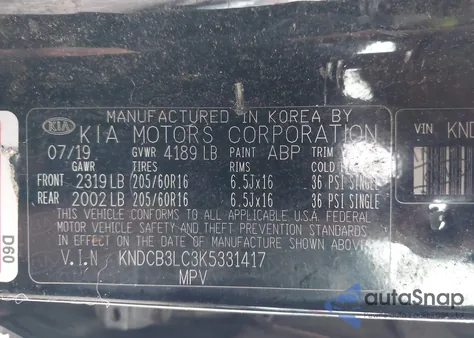 MANUFACTURED IN KOREA BY
KIA
KIA MOTORS CORPORATION
07/19 GVWR 4189 LB PAINT ABP TRIM
GAWR TIRES RIMS COLD
FRONT 2319 LB 205/60R16 6.5Jx16 36 PSI SINGLE
REAR 2002 LB 205/60R16 6.5Jx16 36 PSI SINGLE
THIS VEHICLE CONFORMS TO ALL APPLICABLE U.S.A. FEDERAL
MOTOR VEHICLE SAFETY STANDARDS IN EFFECT ON THE
DATE OF MANUFACTURE SHOWN ABOVE.
V.I.N KNDCB3LC3K5331417
MPV
VIN KND
D60
autoSnap